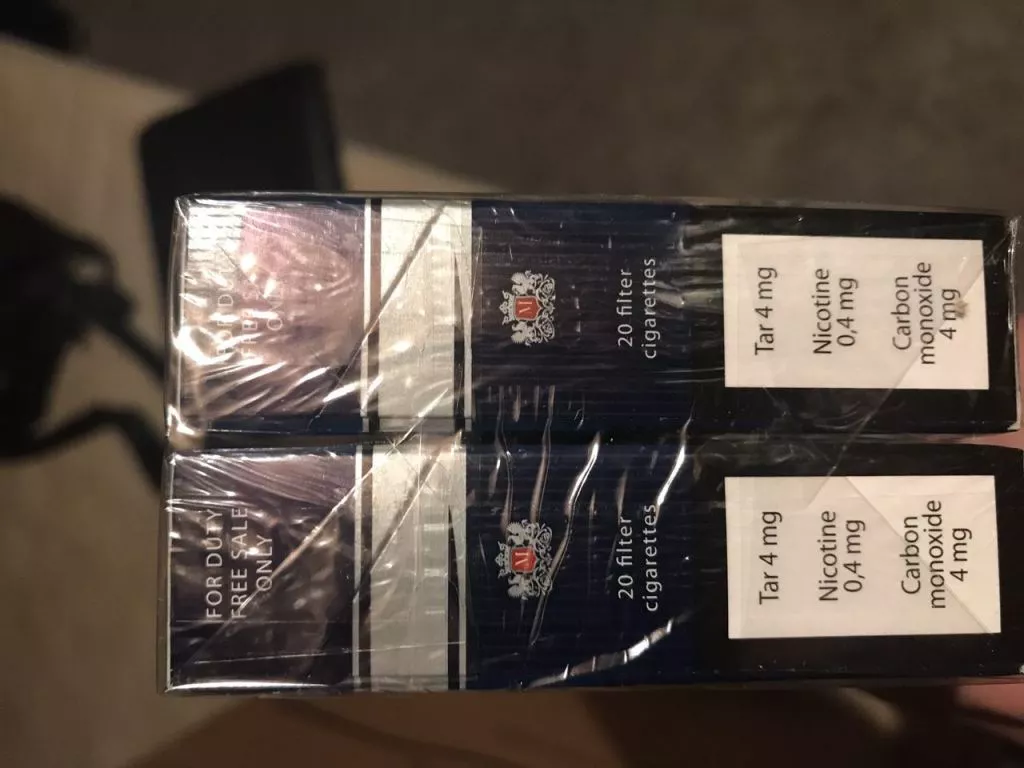 FOR DUTY
FREE SALE
ONLY
M
20 filter
cigarettes
Tar 4 mg
Nicotine
0,4 mg
Carbon
monoxide
4 mg
FREE
M
20 filter
cigarettes
Tar 4 mg
Nicotine
0,4 mg
Carbon
monoxide
4 mg